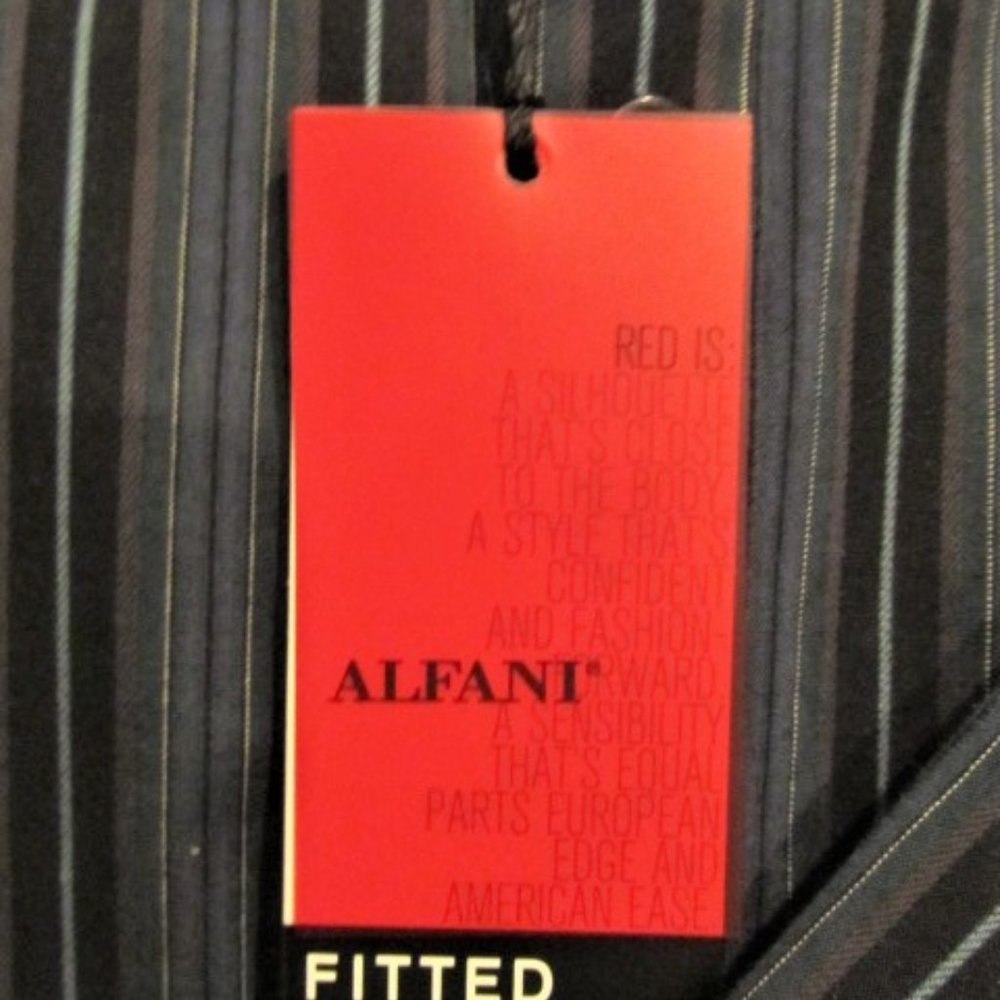 RED IS:
A SILHOUETTE
THAT'S CLOSE
TO THE BODY
A STYLE THAT'S
CONFIDENT
AND FASHION-
FORWARD
ALFANI®
A SENSIBILITY
THAT'S EQUAL
PARTS EUROPEAN
EDGE AND
AMERICAN EASE
FITTED